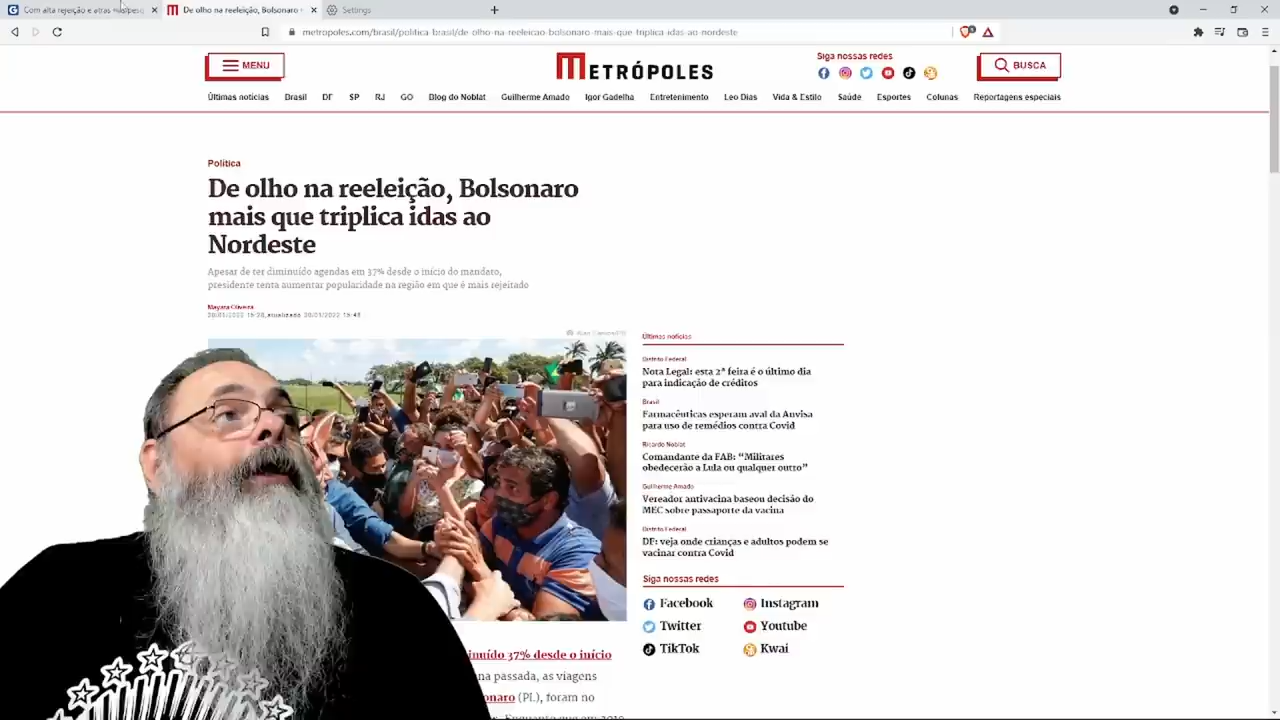 Com alta rejeição e atrás
De olho na reeleição, Bolsonaro
Settings
metropoles.com/brasil/politica-brasil/de-olho-na-reeleicao-bolsonaro-mais-que-triplica-idas-ao-nordeste
MENU
METRÓPOLES
Siga nossas redes
BUSCA
Últimas notícias Brasil DF SP RJ GO Blog do Noblat Guilherme Amado Igor Gadelha Entretenimento Leo Dias Vida & Estilo Saúde Esportes Colunas Reportagens especiais
Política
De olho na reeleição, Bolsonaro
mais que triplica idas ao
Nordeste
Apesar de ter diminuído agendas em 37% desde o início do mandato,
presidente tenta aumentar popularidade na região em que é mais rejeitado
Mayara Oliveira
Últimas notícias
Distrito Federal
Nota Legal: esta 2ª feira é o último dia
para indicação de créditos
Brasil
Farmacêuticas esperam aval da Anvisa
para uso de remédios contra Covid
Ricardo Noblat
Comandante da FAB: “Militares
obedecerão a Lula ou qualquer outro”
Guilherme Amado
Vereador antivacina baseou decisão do
MEC sobre passaporte da vacina
Distrito Federal
DF: veja onde crianças e adultos podem se
vacinar contra Covid
Siga nossas redes
Facebook Instagram
Twitter Youtube
TikTok Kwai
37% desde o início
na passada, as viagens
(PL), foram no